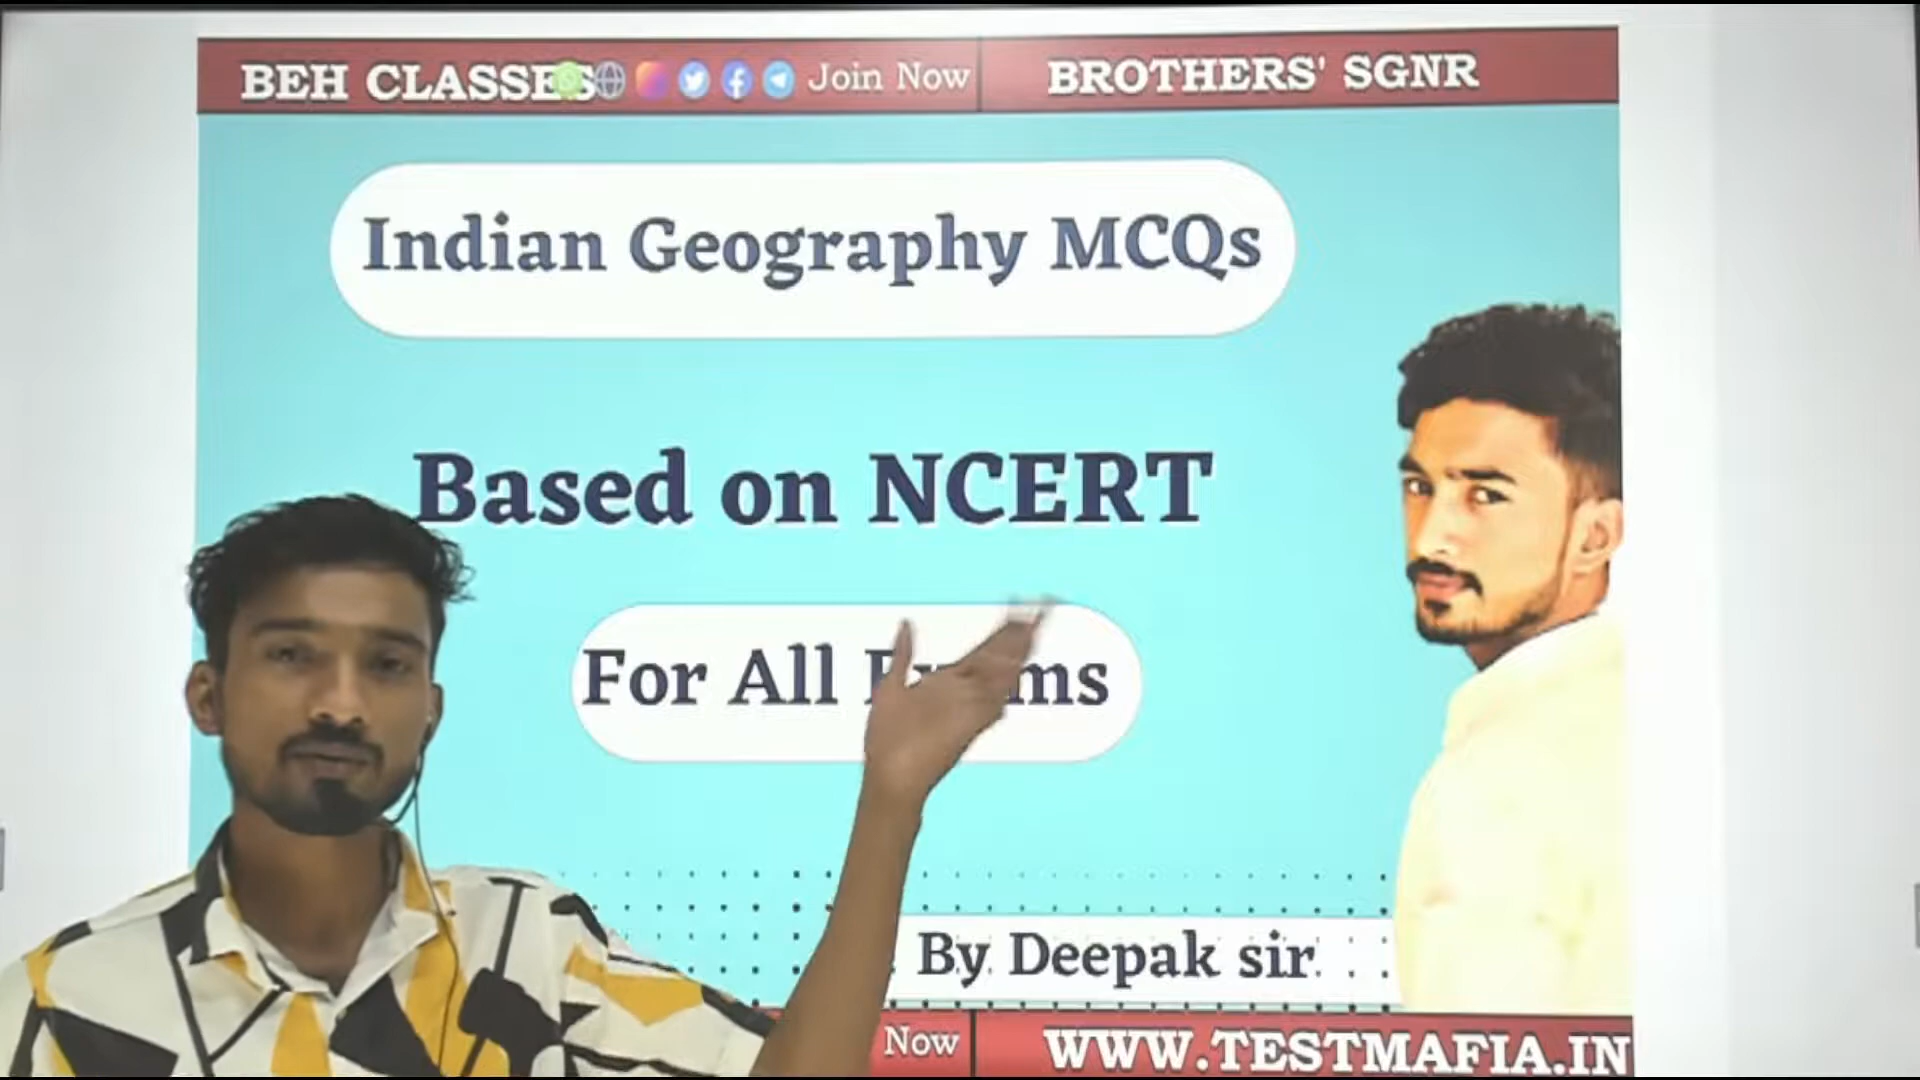 BEH CLASSES Join Now BROTHERS' SGNR
Indian Geography MCQs
Based on NCERT
For All Exams
By Deepak sir
Now WWW.TESTMAFIA.IN